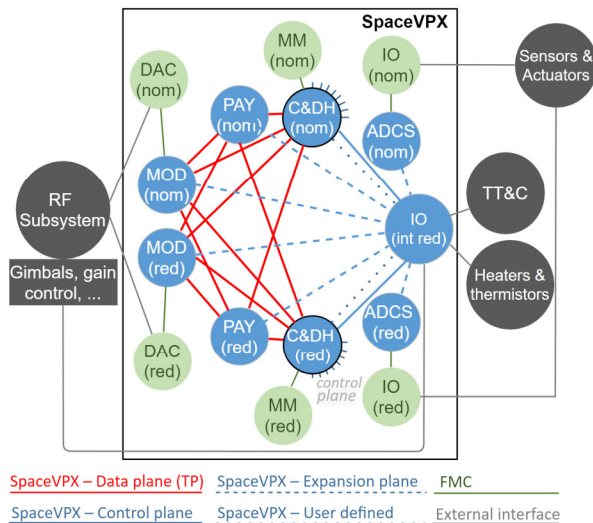 SpaceVPX
MM
(nom)
IO
(nom)
Sensors &
Actuators
DAC
(nom)
PAY
(nom)
C&DH
(nom)
ADCS
(nom)
MOD
(nom)
RF
Subsystem
TT&C
IO
(int red)
MOD
(red)
Gimbals, gain
control, ...
Heaters &
thermistors
PAY
(red)
C&DH
(red)
ADCS
(red)
DAC
(red)
control
plane
MM
(red)
IO
(red)
SpaceVPX – Data plane (TP)
SpaceVPX – Expansion plane
FMC
SpaceVPX – Control plane
SpaceVPX – User defined
External interface